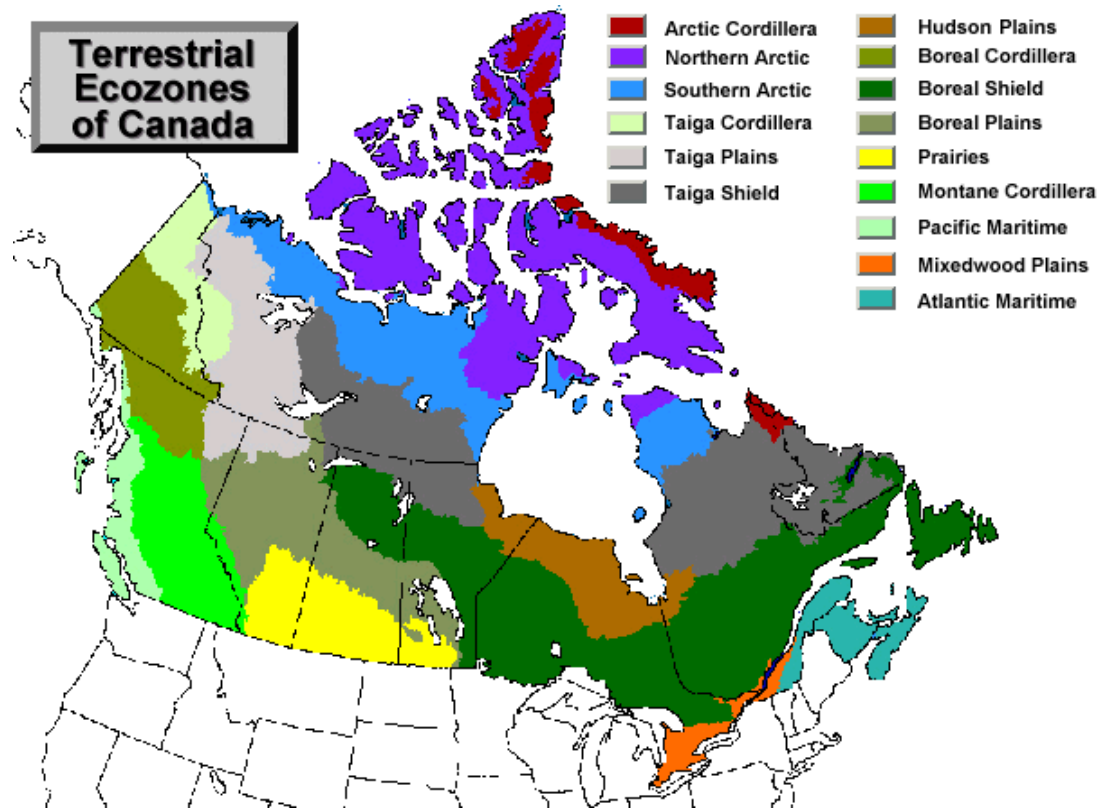 Terrestrial
Ecozones
of Canada
Arctic Cordillera
Northern Arctic
Southern Arctic
Taiga Cordillera
Taiga Plains
Taiga Shield
Hudson Plains
Boreal Cordillera
Boreal Shield
Boreal Plains
Prairies
Montane Cordillera
Pacific Maritime
Mixedwood Plains
Atlantic Maritime